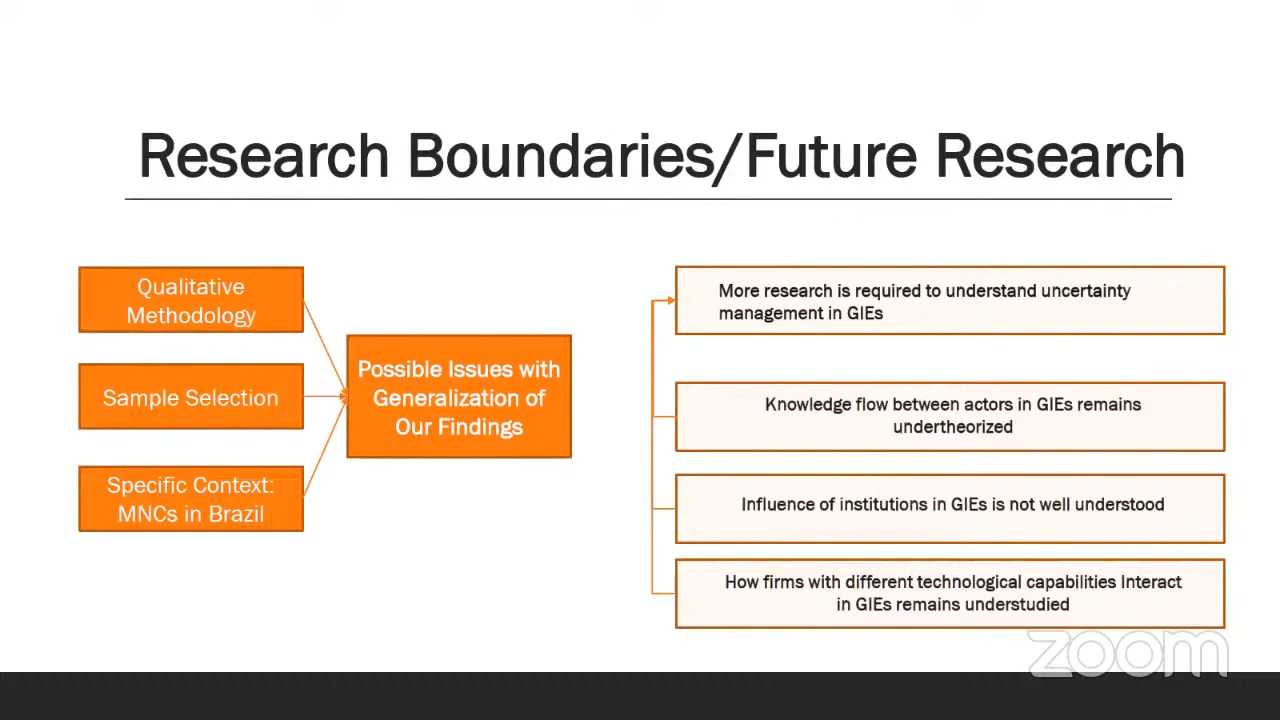 Research Boundaries/Future Research
Qualitative
Methodology
Sample Selection
Specific Context:
MNCs in Brazil
Possible Issues with
Generalization of
Our Findings
More research is required to understand uncertainty
management in GIEs
Knowledge flow between actors in GIEs remains
undertheorized
Influence of institutions in GIEs is not well understood
How firms with different technological capabilities Interact
in GIEs remains understudied
zoom